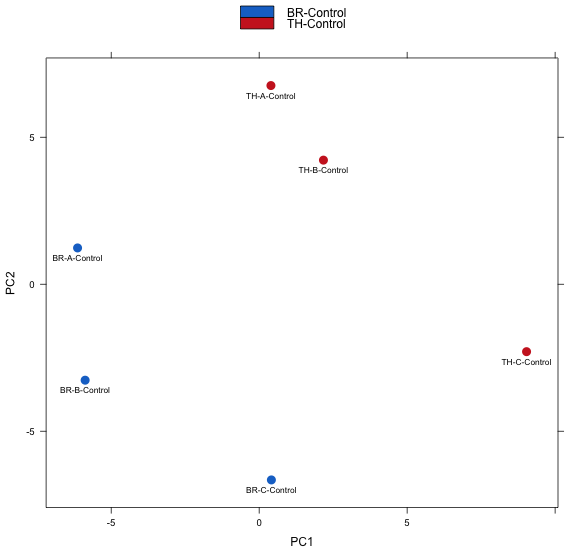 BR-Control
TH-Control
TH-A-Control
5
TH-B-Control
BR-A-Control
PC2
0
TH-C-Control
BR-B-Control
-5
BR-C-Control
-5 0 5
PC1